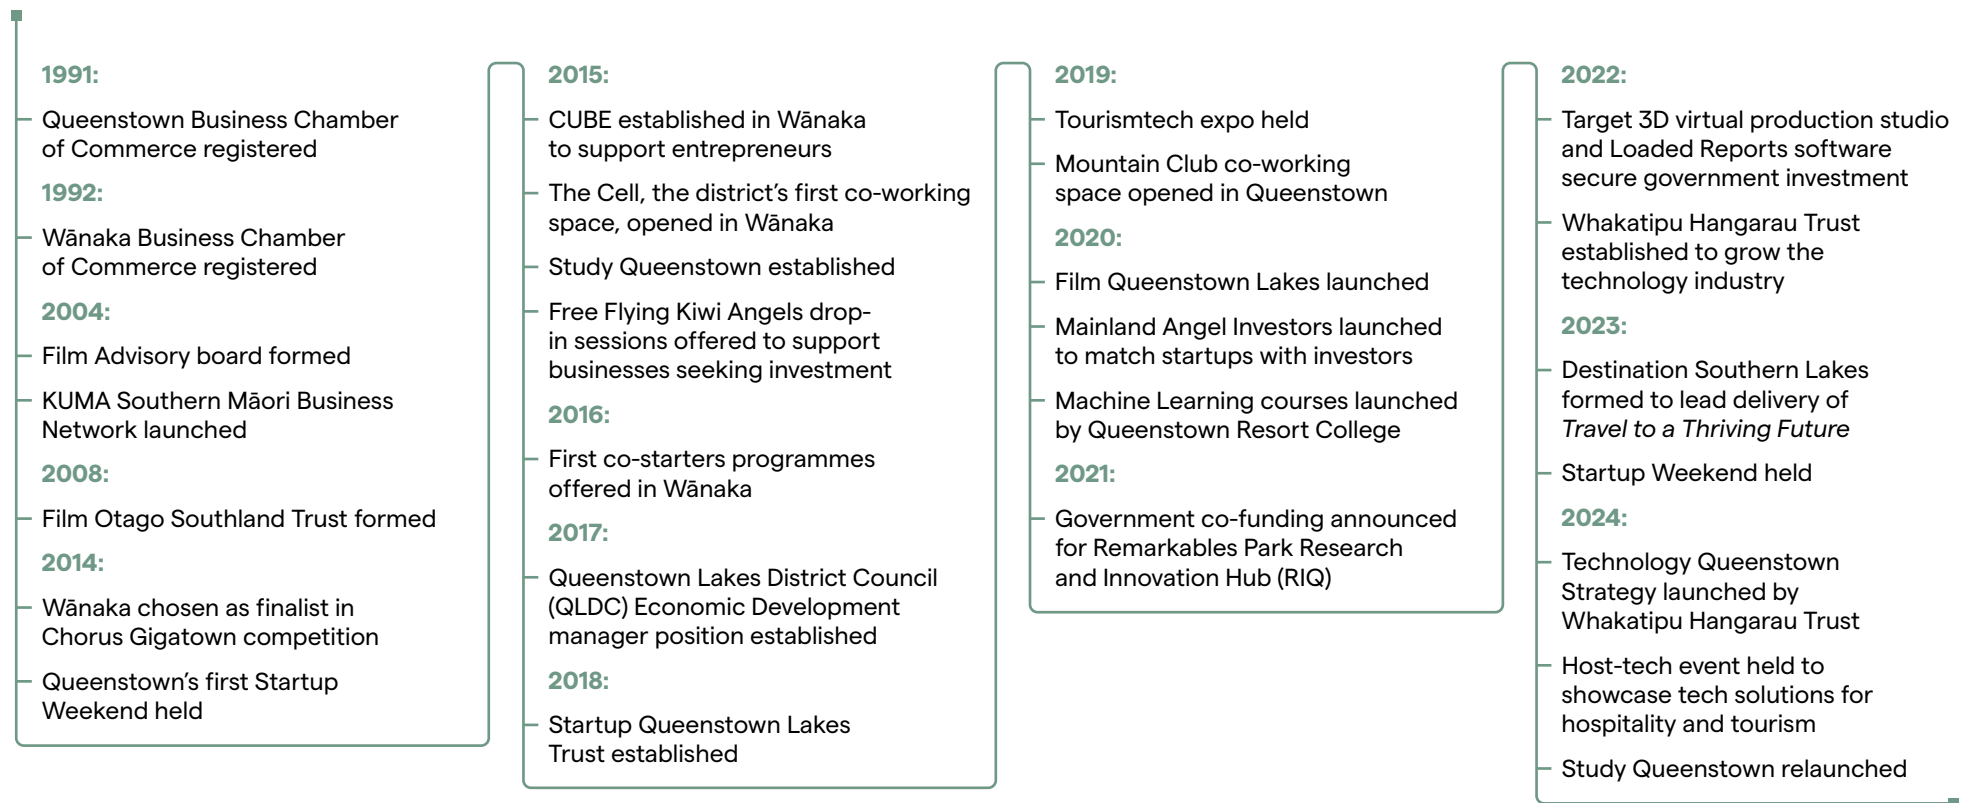 1991:
Queenstown Business Chamber
of Commerce registered
1992:
Wānaka Business Chamber
of Commerce registered
2004:
Film Advisory board formed
KUMA Southern Māori Business
Network launched
2008:
Film Otago Southland Trust formed
2014:
Wānaka chosen as finalist in
Chorus Gigatown competition
Queenstown’s first Startup
Weekend held
2015:
CUBE established in Wānaka
to support entrepreneurs
The Cell, the district’s first co-working
space, opened in Wānaka
Study Queenstown established
Free Flying Kiwi Angels drop-
in sessions offered to support
businesses seeking investment
2016:
First co-starters programmes
offered in Wānaka
2017:
Queenstown Lakes District Council
(QLDC) Economic Development
manager position established
2018:
Startup Queenstown Lakes
Trust established
2019:
Tourismtech expo held
Mountain Club co-working
space opened in Queenstown
2020:
Film Queenstown Lakes launched
Mainland Angel Investors launched
to match startups with investors
Machine Learning courses launched
by Queenstown Resort College
2021:
Government co-funding announced
for Remarkables Park Research
and Innovation Hub (RIQ)
2022:
Target 3D virtual production studio
and Loaded Reports software
secure government investment
Whakatipu Hangarau Trust
established to grow the
technology industry
2023:
Destination Southern Lakes
formed to lead delivery of
Travel to a Thriving Future
Startup Weekend held
2024:
Technology Queenstown
Strategy launched by
Whakatipu Hangarau Trust
Host-tech event held to
showcase tech solutions for
hospitality and tourism
Study Queenstown relaunched